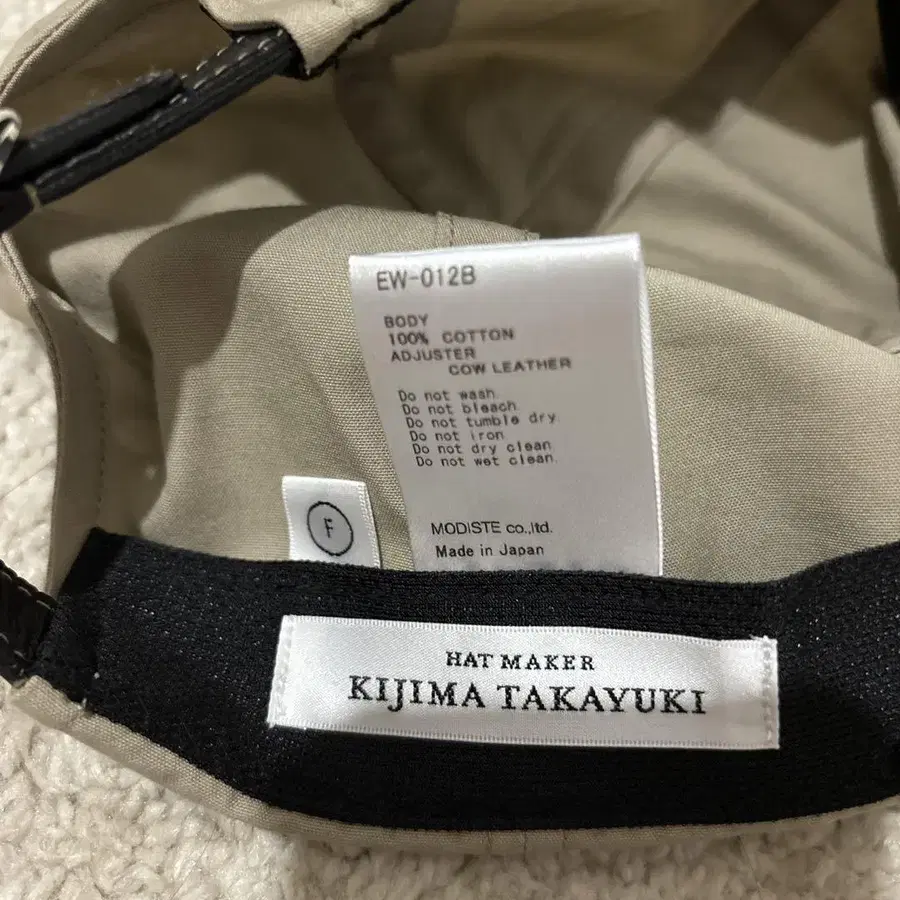 EW-012B
BODY
100% COTTON
ADJUSTER
COW LEATHER
Do not wash.
Do not bleach.
Do not tumble dry.
Do not iron.
Do not dry clean.
Do not wet clean.
MODISTE co.,ltd.
Made in Japan
F
HAT MAKER
KIJIMA TAKAYUKI